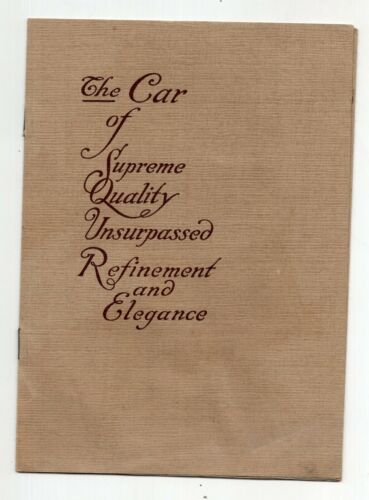 The Car
of
Supreme
Quality
Unsurpassed
Refinement
and
Elegance